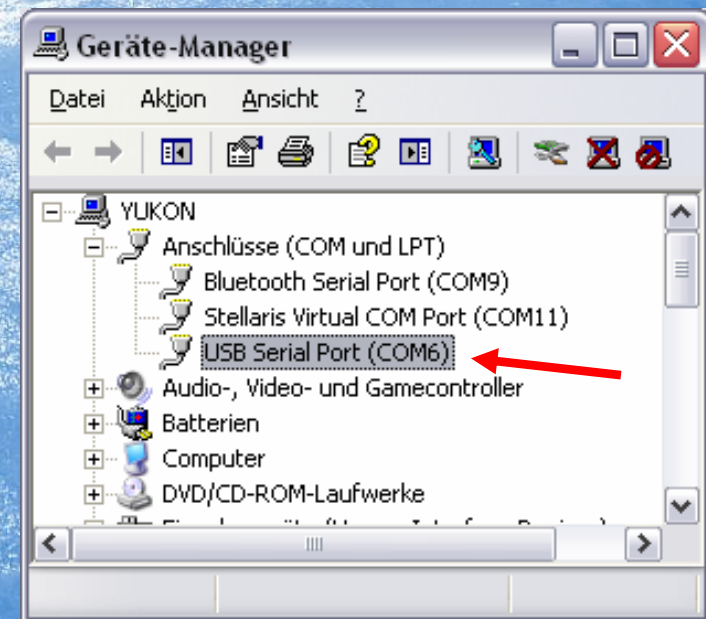 Geräte-Manager
Datei Aktion Ansicht ?
YUKON
Anschlüsse (COM und LPT)
Bluetooth Serial Port (COM9)
Stellaris Virtual COM Port (COM11)
USB Serial Port (COM6)
Audio-, Video- und Gamecontroller
Batterien
Computer
DVD/CD-ROM-Laufwerke